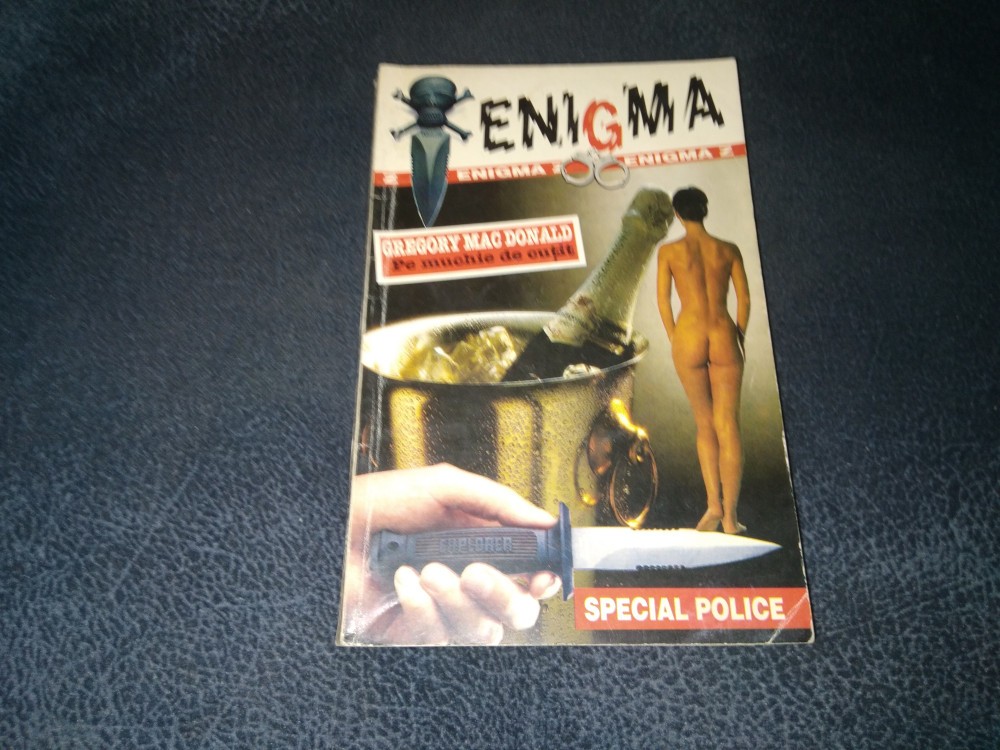 ENIGMA
Z ENIGMA Z ENIGMA Z
GREGORY MAC DONALD
Pe muchie de cuțit
EXPLORER
SPECIAL POLICE